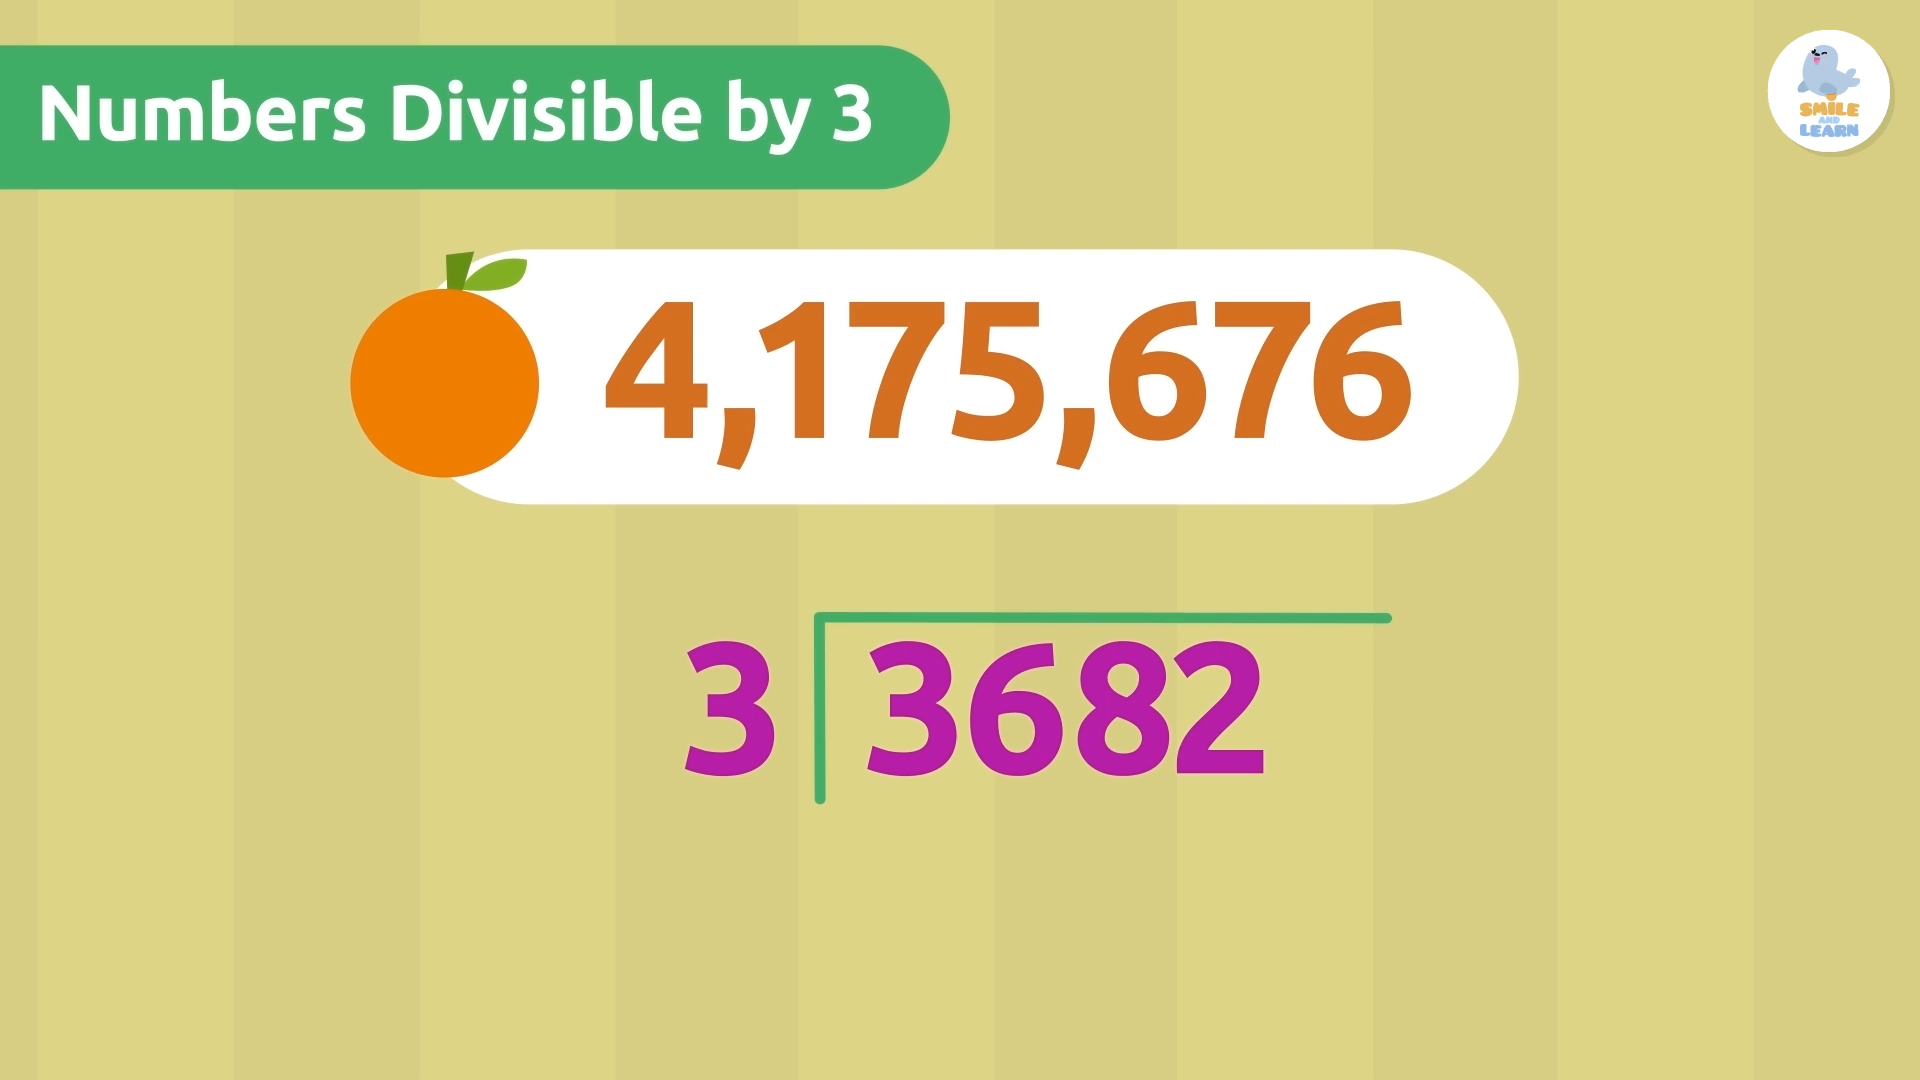 Numbers Divisible by 3
SMILE
AND
LEARN
4,175,676
3 3682